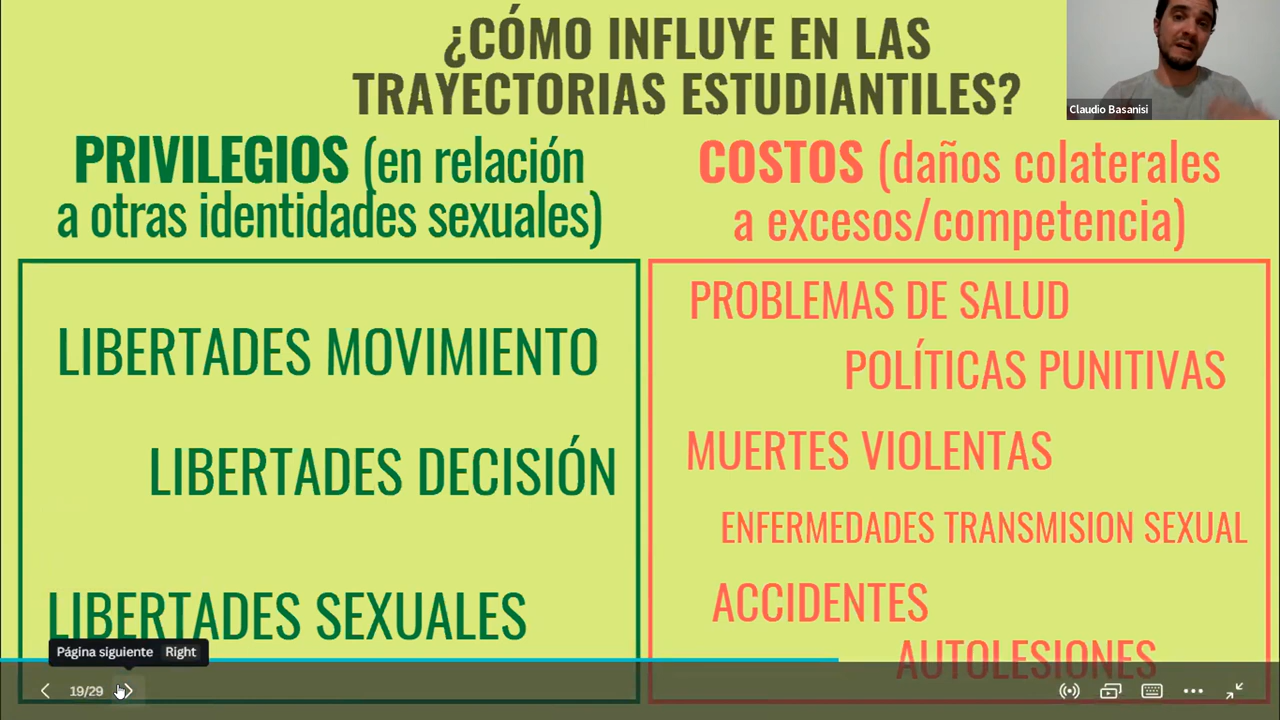 ¿CÓMO INFLUYE EN LAS
TRAYECTORIAS ESTUDIANTILES?
Claudio Basanisi
PRIVILEGIOS (en relación
a otras identidades sexuales)
LIBERTADES MOVIMIENTO
LIBERTADES DECISIÓN
LIBERTADES SEXUALES
COSTOS (daños colaterales
a excesos/competencia)
PROBLEMAS DE SALUD
POLÍTICAS PUNITIVAS
MUERTES VIOLENTAS
ENFERMEDADES TRANSMISION SEXUAL
ACCIDENTES
AUTOLESIONES
Página siguiente Right
19/29